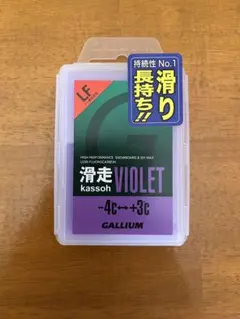 LF
持続性 No.1
滑り
長持ち!!
HIGH PERFORMANCE SNOWBOARD & SKI WAX
LOW FLUOROCARBON
滑走 VIOLET
kassoh
-4c↔+3c
GALLIUM